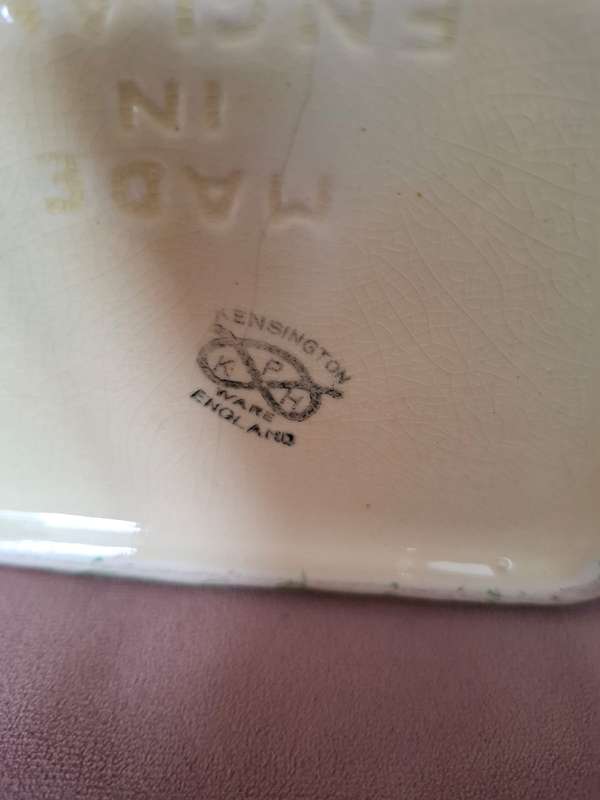 MADE
IN
ENGLAND
KENSINGTON
K P H
WARE
ENGLAND